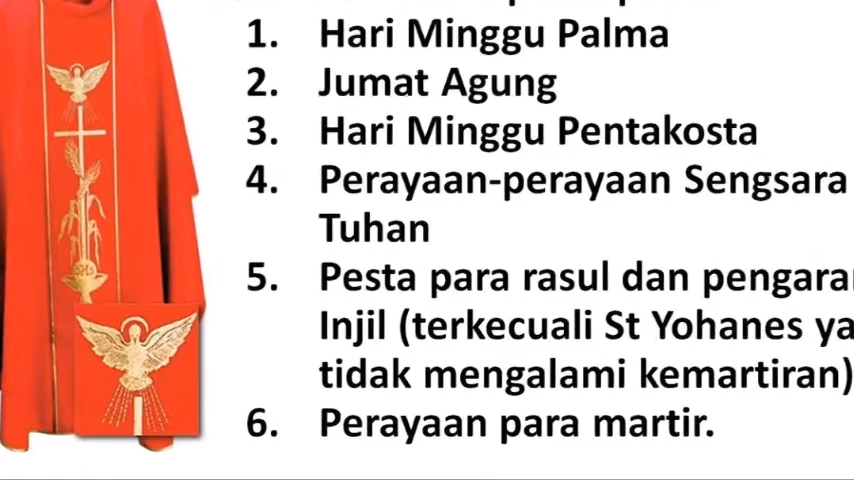 1. Hari Minggu Palma
2. Jumat Agung
3. Hari Minggu Pentakosta
4. Perayaan-perayaan Sengsara
Tuhan
5. Pesta para rasul dan
Injil (terkecuali St Yohanes
tidak mengalami kemartiran)
6. Perayaan para martir.